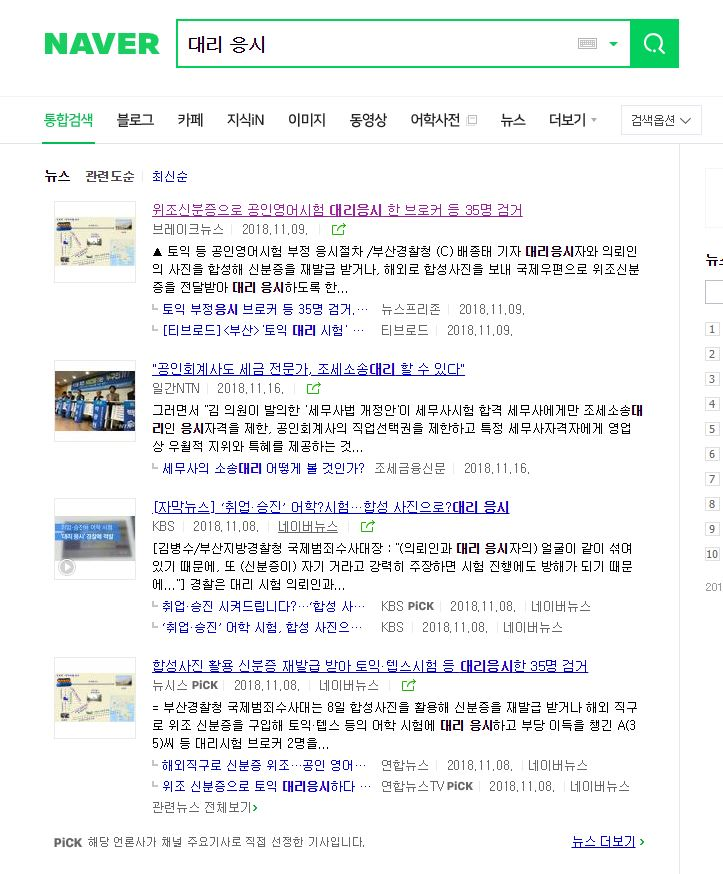 NAVER
대리 응시
통합검색 블로그 카페 지식iN 이미지 동영상 어학사전 뉴스 더보기 검색옵션
뉴스 관련도순 최신순
위조신분증으로 공인영어시험 대리응시 한 브로커 등 35명 검거
브레이크뉴스 2018.11.09.
▲ 토익 등 공인영어시험 부정 응시절차 /부산경찰청 (C) 배종태 기자 대리응시자와 의뢰인
의 사진을 합성해 신분증을 재발급 받거나, 해외로 합성사진을 보내 국제우편으로 위조신분
증을 전달받아 대리 응시하도록 한...
토익 부정응시 브로커 등 35명 검거,… 뉴스프리존 2018.11.09.
[티브로드]<부산> '토익 대리 시험' … 티브로드 2018.11.09.
"공인회계사도 세금 전문가, 조세소송대리 할 수 있다"
일간NTN 2018.11.16.
그러면서 "김 의원이 발의한 '세무사법 개정안'이 세무사시험 합격 세무사에게만 조세소송대
리인 응시자격을 제한, 공인회계사의 직업선택권을 제한하고 특정 세무사자격자에게 영업
상 우월적 지위와 특혜를 제공하는 것...
세무사의 소송대리 어떻게 볼 것인가? 조세금융신문 2018.11.16.
[자막뉴스] '취업·승진' 어학?시험…합성 사진으로?대리 응시
KBS 2018.11.08. 네이버뉴스
[김병수/부산지방경찰청 국제범죄수사대장 : "(의뢰인과 대리 응시자의) 얼굴이 같이 섞여
있기 때문에, 또 (신분증이) 자기 거라고 강력히 주장하면 시험 진행에도 방해가 되기 때문
에..."] 경찰은 대리 시험 의뢰인과...
취업·승진 시켜드립니다?…'합성 사… KBS PiCK 2018.11.08. 네이버뉴스
'취업·승진' 어학 시험, 합성 사진으… KBS 2018.11.08. 네이버뉴스
합성사진 활용 신분증 재발급 받아 토익·텝스시험 등 대리응시한 35명 검거
뉴시스 PiCK 2018.11.08. 네이버뉴스
= 부산경찰청 국제범죄수사대는 8일 합성사진을 활용해 신분증을 재발급 받거나 해외 직구
로 위조 신분증을 구입해 토익·텝스 등의 어학 시험에 대리 응시하고 부당 이득을 챙긴 A(3
5)씨 등 대리시험 브로커 2명을...
해외직구로 신분증 위조…공인 영어… 연합뉴스 2018.11.08. 네이버뉴스
위조 신분증으로 토익 대리응시하다 … 연합뉴스TV PiCK 2018.11.08. 네이버뉴스
관련뉴스 전체보기>
PiCK 해당 언론사가 채널 주요기사로 직접 선정한 기사입니다.
뉴스 더보기 >
뉴스
1
2
3
4
5
6
7
8
9
10
201